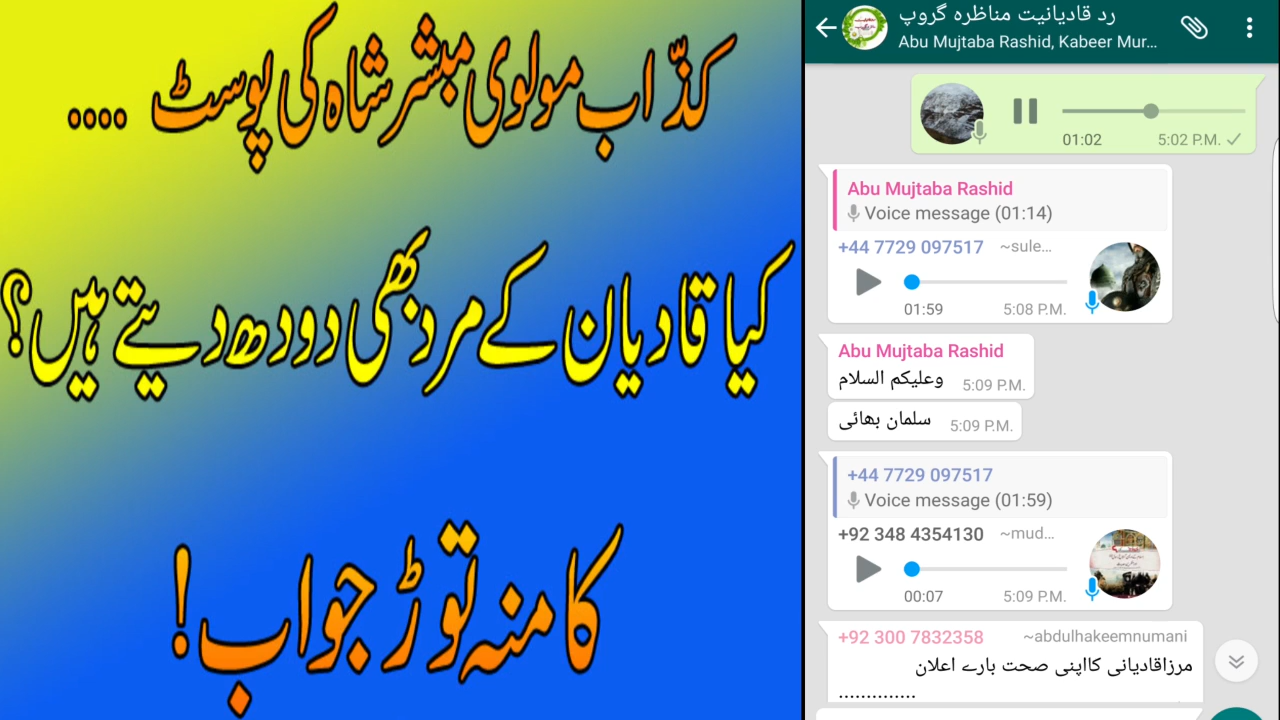 کذّاب مولوی مبشر شاہ کی پوسٹ ....
کیا قادیان کے مرد بھی دودھ دیتے ہیں؟
کا منہ توڑ جواب!
رد قادیانیت مناظرہ گروپ
Abu Mujtaba Rashid, Kabeer Mur...
01:02 5:02 P.M.
Abu Mujtaba Rashid
Voice message (01:14)
+44 7729 097517 ~sule...
01:59 5:08 P.M.
Abu Mujtaba Rashid
وعلیکم السلام 5:09 P.M.
سلمان بھائی 5:09 P.M.
+44 7729 097517
Voice message (01:59)
+92 348 4354130 ~mud...
00:07 5:09 P.M.
+92 300 7832358 ~abdulhakeemnumani
مرزاقادیانی کااپنی صحت بارے اعلان
..............